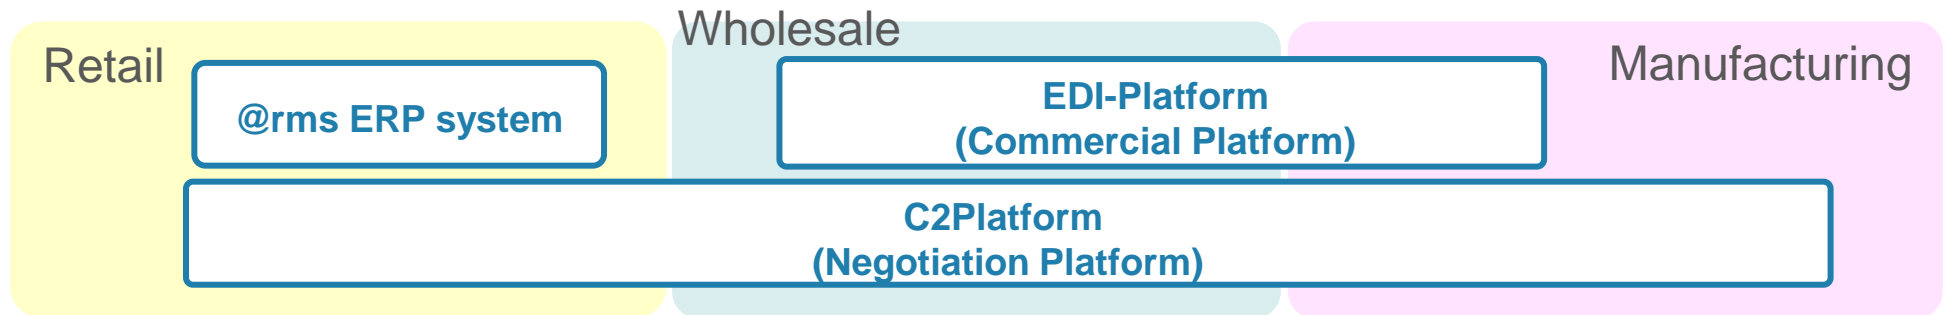 Retail
Wholesale
Manufacturing
@rms ERP system
EDI-Platform
(Commercial Platform)
C2Platform
(Negotiation Platform)